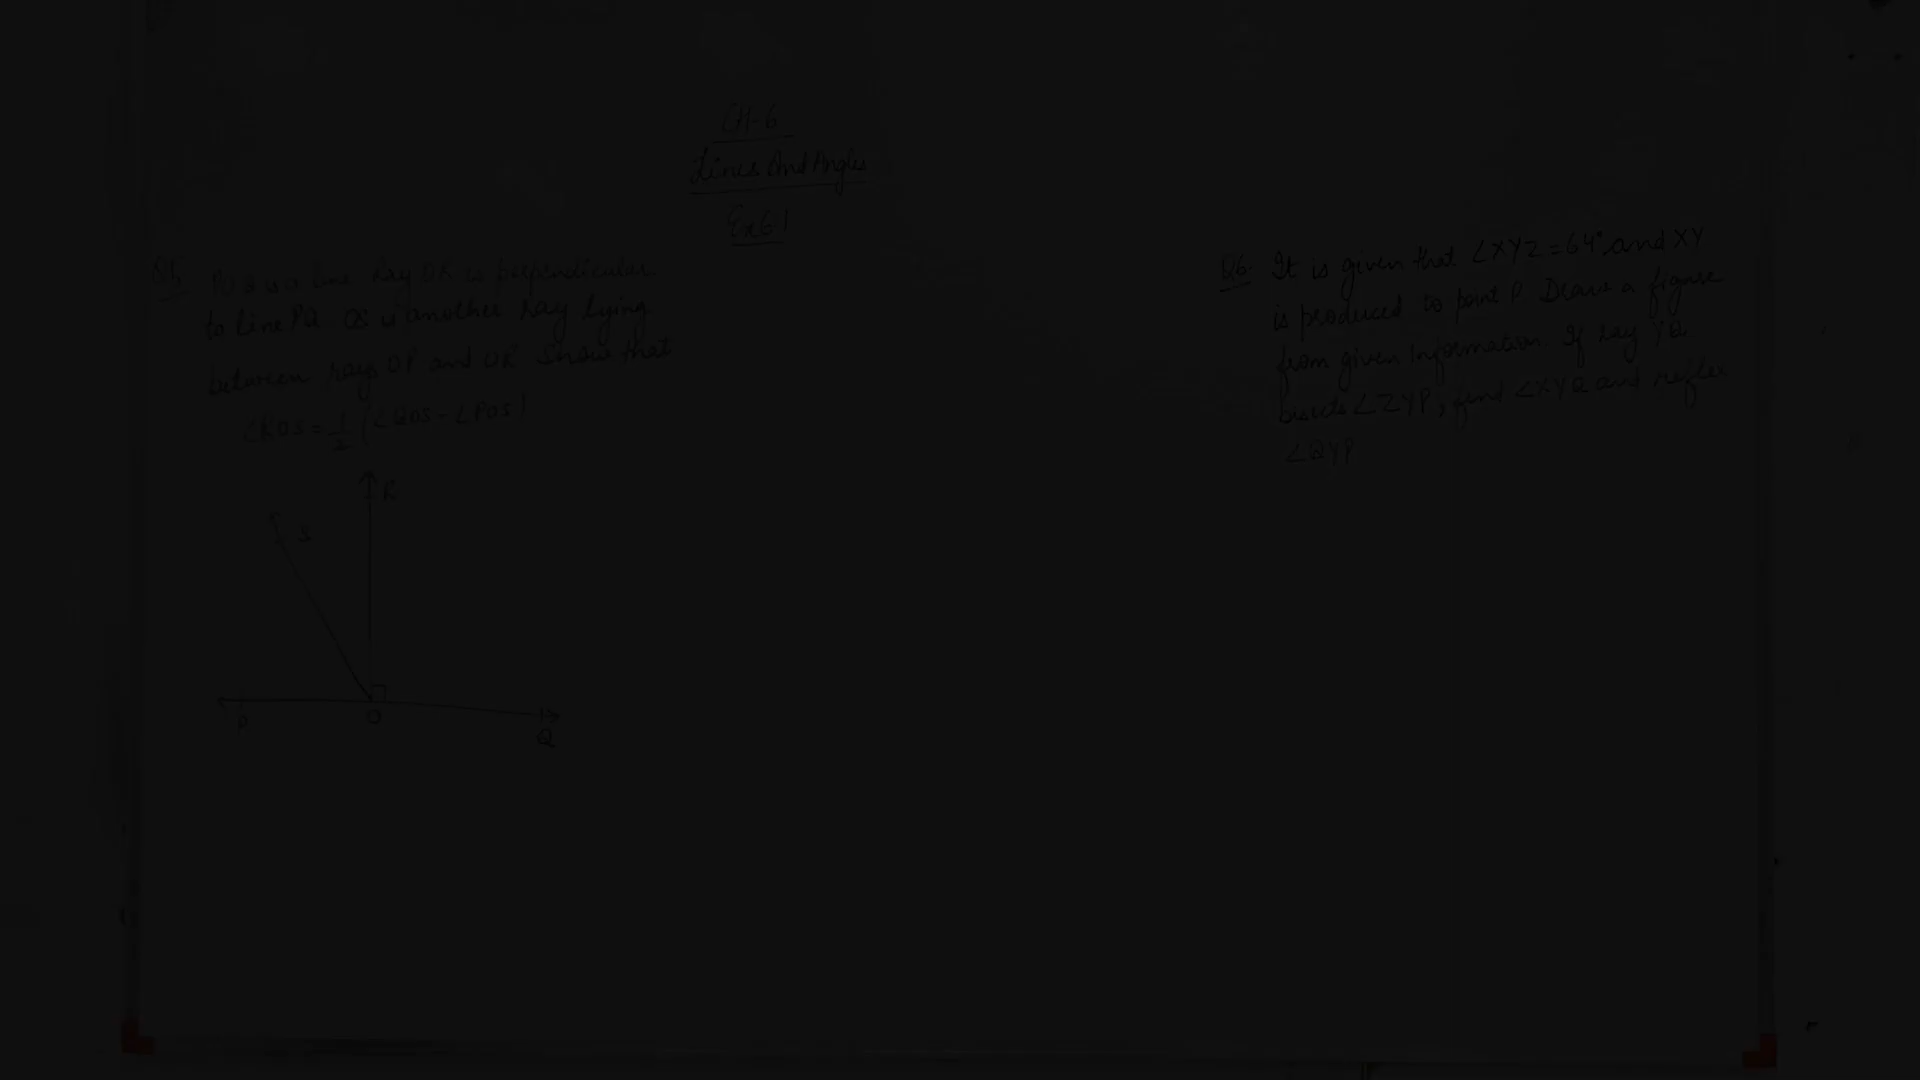 CH-6
Lines And Angles
Ex 6.1
Q5. POQ is a line Ray OR is perpendicular
to line PQ. OS is another ray lying
between rays OP and OR Show that
∠ROS = 1/2 (∠QOS - ∠POS)
R
S
P
O
Q
Q6. It is given that ∠XYZ = 64°, and XY
is produced to point P. Draw a figure
from given Information. If ray YQ
bisects ∠ZYP, find ∠XYQ and reflex
∠QYP